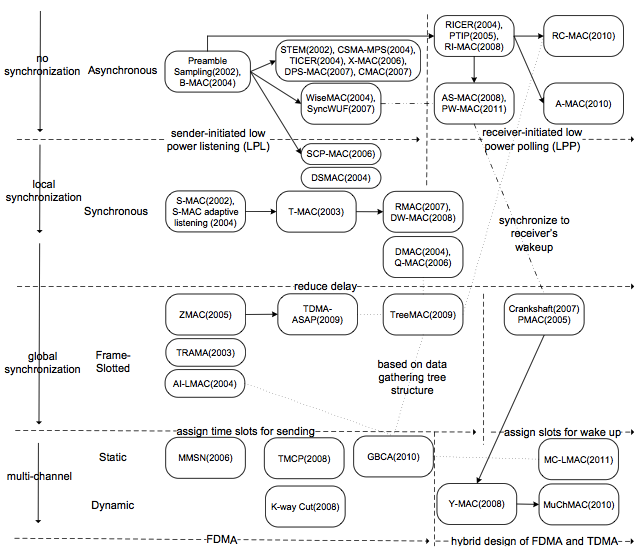 no
synchronization
Asynchronous
Preamble
Sampling(2002),
B-MAC(2004)
STEM(2002), CSMA-MPS(2004),
TICER(2004), X-MAC(2006),
DPS-MAC(2007), CMAC(2007)
RICER(2004),
PTIP(2005),
RI-MAC(2008)
RC-MAC(2010)
WiseMAC(2004),
SyncWUF(2007)
AS-MAC(2008),
PW-MAC(2011)
A-MAC(2010)
sender-initiated low
power listening (LPL)
receiver-initiated low
power polling (LPP)
SCP-MAC(2006)
DSMAC(2004)
local
synchronization
Synchronous
S-MAC(2002),
S-MAC adaptive
listening (2004)
T-MAC(2003)
RMAC(2007),
DW-MAC(2008)
synchronize to
receiver's
wakeup
DMAC(2004),
Q-MAC(2006)
reduce delay
global
synchronization
Frame-
Slotted
ZMAC(2005)
TDMA-
ASAP(2009)
TreeMAC(2009)
Crankshaft(2007)
PMAC(2005)
TRAMA(2003)
AI-LMAC(2004)
based on data
gathering tree
structure
assign time slots for sending
assign slots for wake up
multi-channel
Static
MMSN(2006)
TMCP(2008)
GBCA(2010)
MC-LMAC(2011)
Dynamic
K-way Cut(2008)
Y-MAC(2008)
MuChMAC(2010)
FDMA
hybrid design of FDMA and TDMA